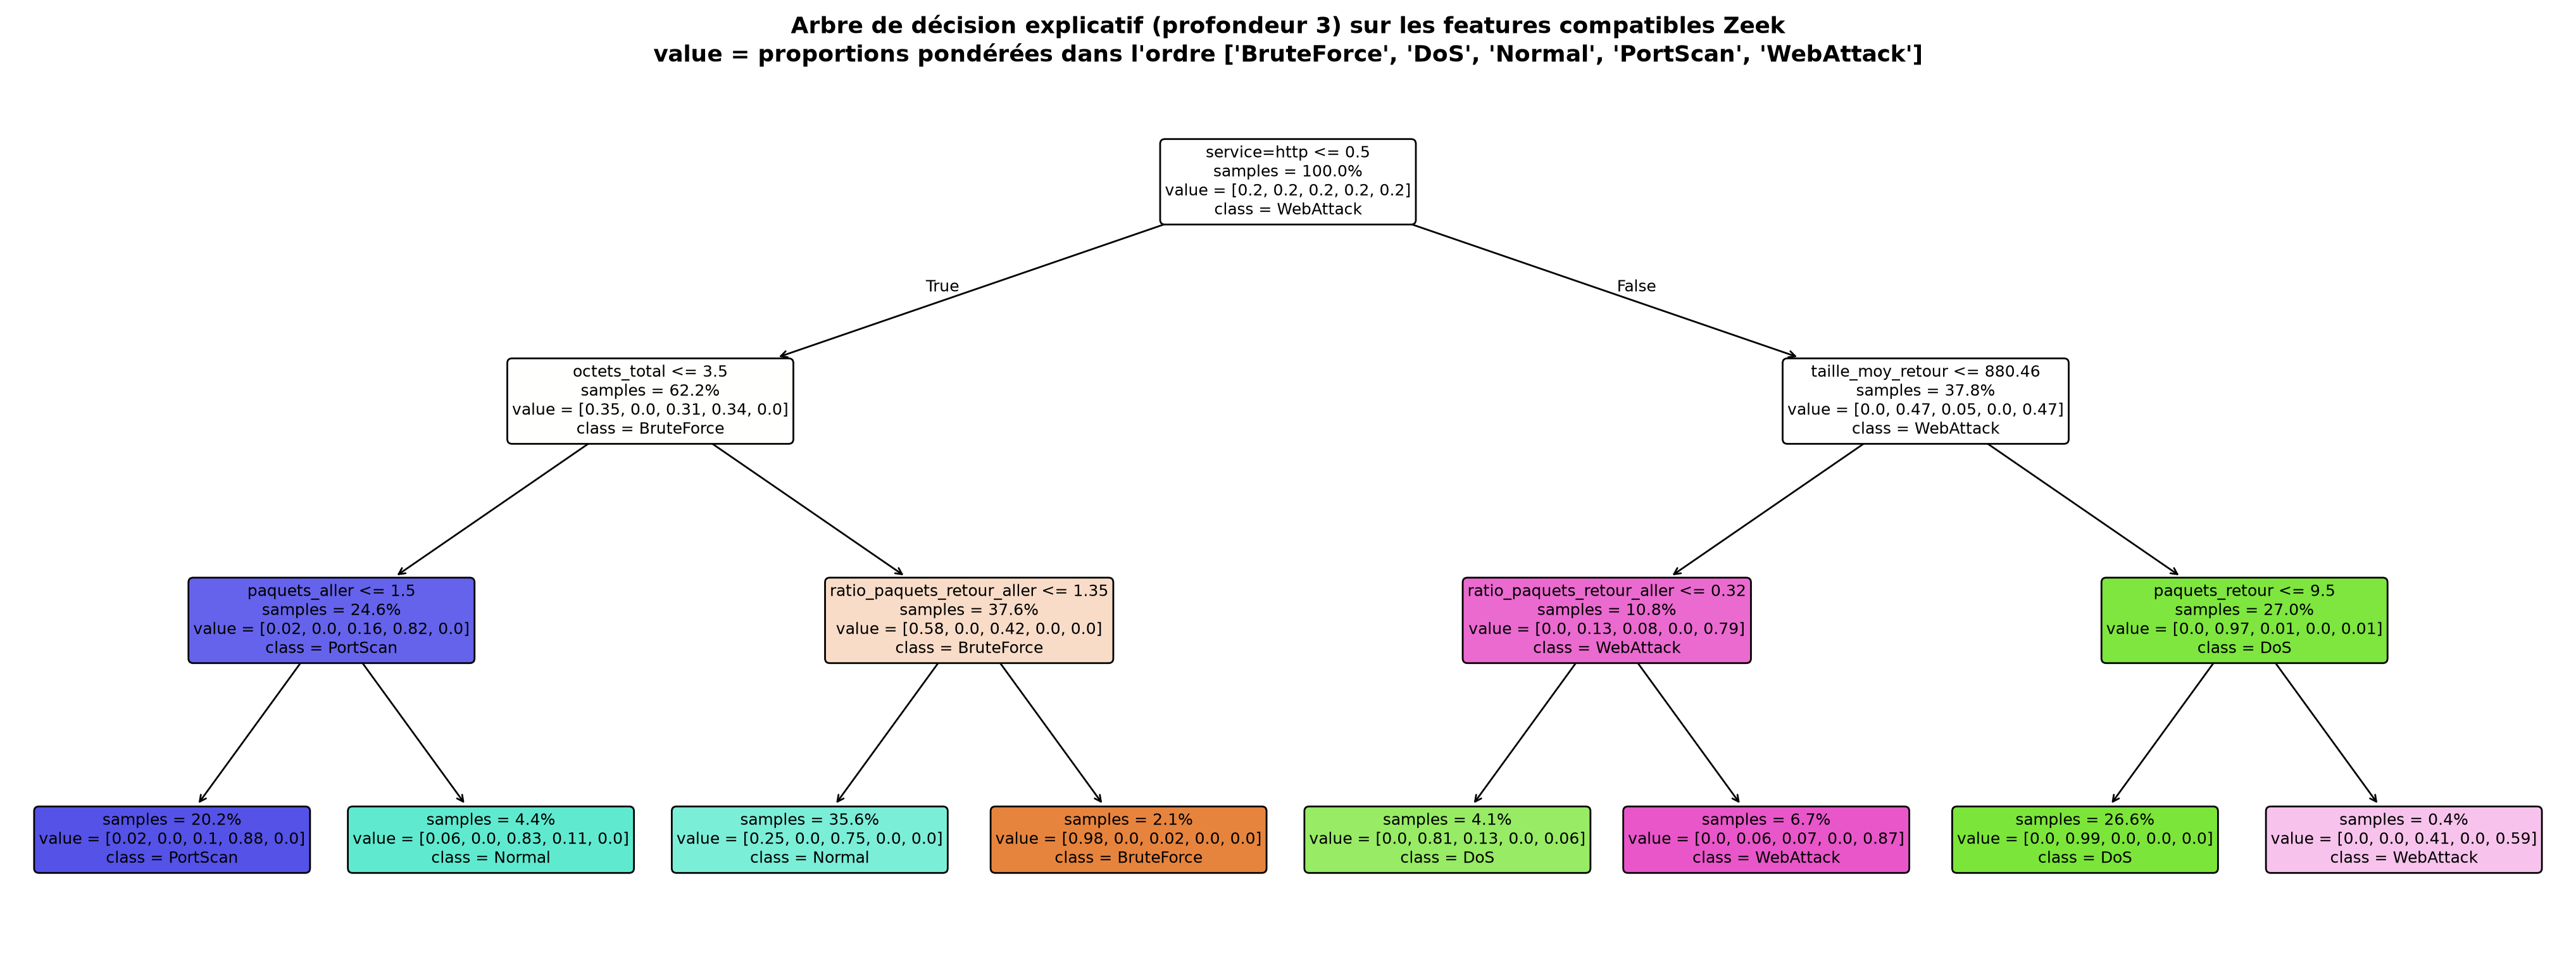 Arbre de décision explicatif (profondeur 3) sur les features compatibles Zeek
value = proportions pondérées dans l'ordre ['BruteForce', 'DoS', 'Normal', 'PortScan', 'WebAttack']
service=http <= 0.5
samples = 100.0%
value = [0.2, 0.2, 0.2, 0.2, 0.2]
class = WebAttack
True
False
octets_total <= 3.5
samples = 62.2%
value = [0.35, 0.0, 0.31, 0.34, 0.0]
class = BruteForce
taille_moy_retour <= 880.46
samples = 37.8%
value = [0.0, 0.47, 0.05, 0.0, 0.47]
class = WebAttack
paquets_aller <= 1.5
samples = 24.6%
value = [0.02, 0.0, 0.16, 0.82, 0.0]
class = PortScan
ratio_paquets_retour_aller <= 1.35
samples = 37.6%
value = [0.58, 0.0, 0.42, 0.0, 0.0]
class = BruteForce
ratio_paquets_retour_aller <= 0.32
samples = 10.8%
value = [0.0, 0.13, 0.08, 0.0, 0.79]
class = WebAttack
paquets_retour <= 9.5
samples = 27.0%
value = [0.0, 0.97, 0.01, 0.0, 0.01]
class = DoS
samples = 20.2%
value = [0.02, 0.0, 0.1, 0.88, 0.0]
class = PortScan
samples = 4.4%
value = [0.06, 0.0, 0.83, 0.11, 0.0]
class = Normal
samples = 35.6%
value = [0.25, 0.0, 0.75, 0.0, 0.0]
class = Normal
samples = 2.1%
value = [0.98, 0.0, 0.02, 0.0, 0.0]
class = BruteForce
samples = 4.1%
value = [0.0, 0.81, 0.13, 0.0, 0.06]
class = DoS
samples = 6.7%
value = [0.0, 0.06, 0.07, 0.0, 0.87]
class = WebAttack
samples = 26.6%
value = [0.0, 0.99, 0.0, 0.0, 0.0]
class = DoS
samples = 0.4%
value = [0.0, 0.0, 0.41, 0.0, 0.59]
class = WebAttack